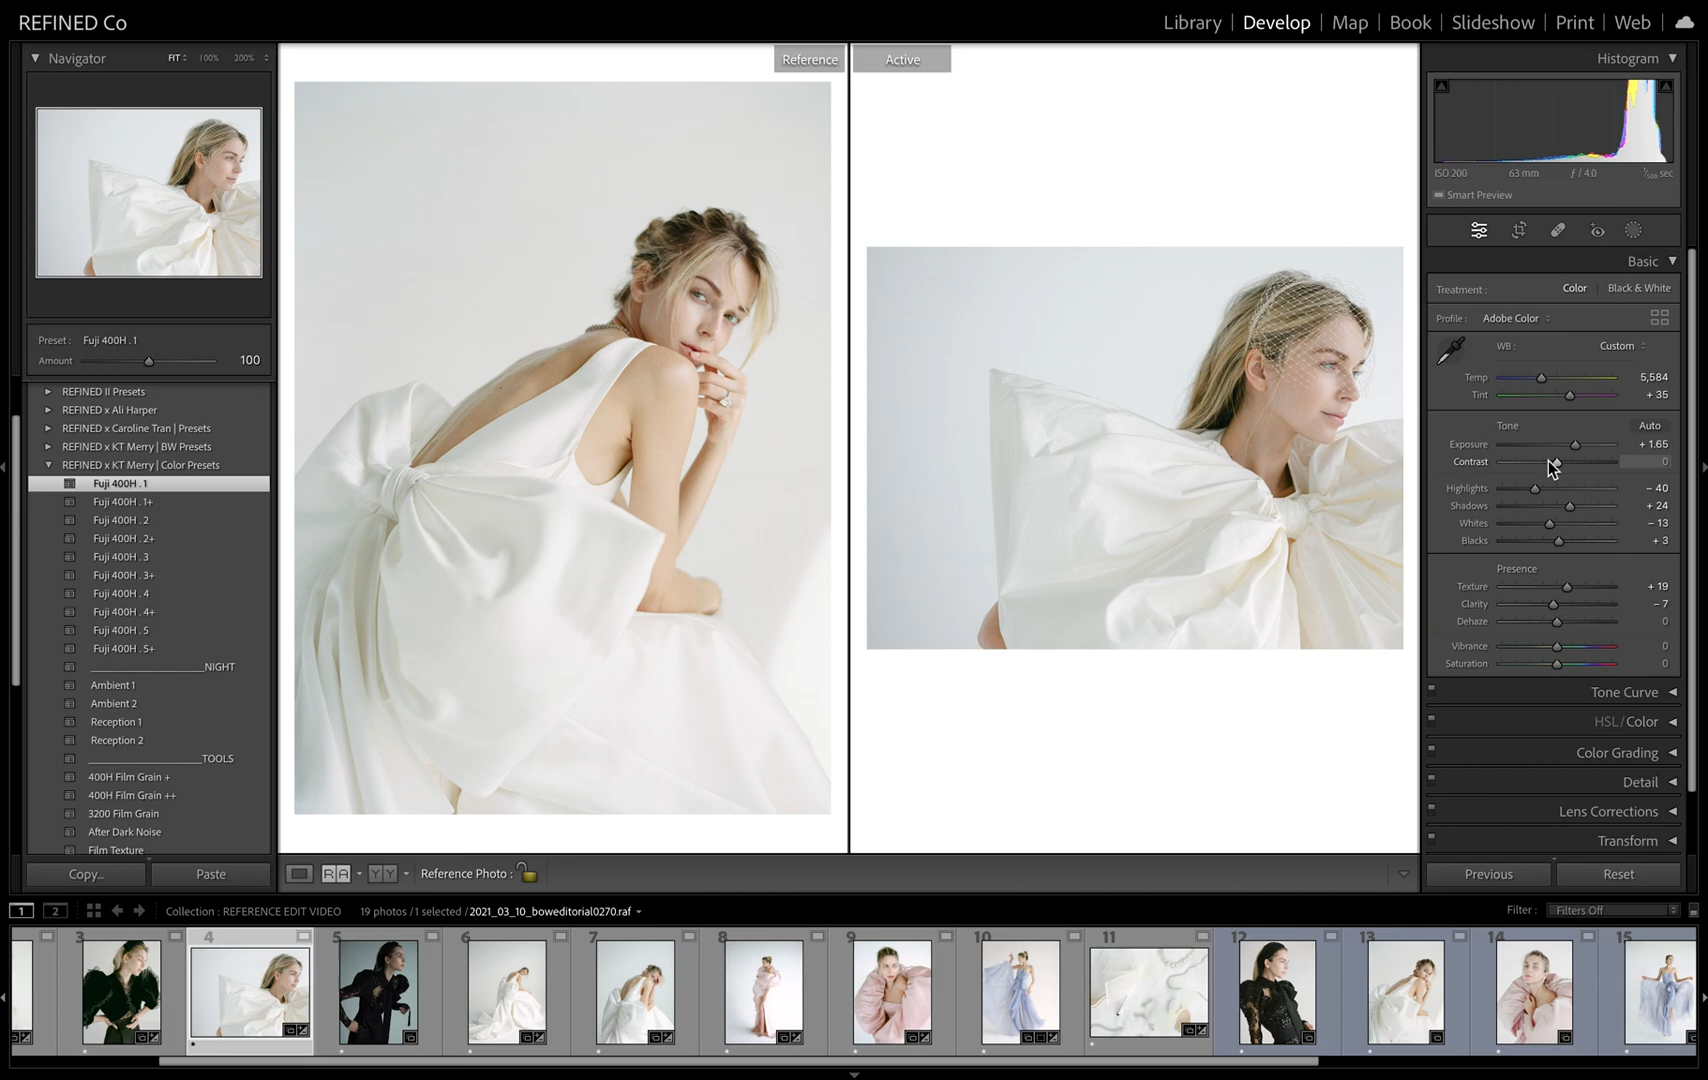 REFINED Co
Library | Develop | Map | Book | Slideshow | Print | Web
Navigator FIT 100% 200%
Preset : Fuji 400H . 1
Amount 100
REFINED II Presets
REFINED x Ali Harper
REFINED x Caroline Tran | Presets
REFINED x KT Merry | BW Presets
REFINED x KT Merry | Color Presets
Fuji 400H . 1
Fuji 400H . 1+
Fuji 400H . 2
Fuji 400H . 2+
Fuji 400H . 3
Fuji 400H . 3+
Fuji 400H . 4
Fuji 400H . 4+
Fuji 400H . 5
Fuji 400H . 5+
____________________NIGHT
Ambient 1
Ambient 2
Reception 1
Reception 2
____________________TOOLS
400H Film Grain +
400H Film Grain ++
3200 Film Grain
After Dark Noise
Film Texture
Copy... Paste
Reference Active
Reference Photo :
RA YY
Histogram
ISO 200 63 mm ƒ / 4.0 1/500 sec
Smart Preview
Basic
Treatment : Color | Black & White
Profile : Adobe Color
WB : Custom
Temp 5,584
Tint + 35
Tone Auto
Exposure + 1.65
Contrast 0
Highlights – 40
Shadows + 24
Whites – 13
Blacks + 3
Presence
Texture + 19
Clarity – 7
Dehaze 0
Vibrance 0
Saturation 0
Tone Curve
HSL / Color
Color Grading
Detail
Lens Corrections
Transform
Previous Reset
1 2 Collection : REFERENCE EDIT VIDEO 19 photos / 1 selected / 2021_03_10_boweditorial0270.raf Filter : Filters Off
3 4 5 6 7 8 9 10 11 12 13 14 15